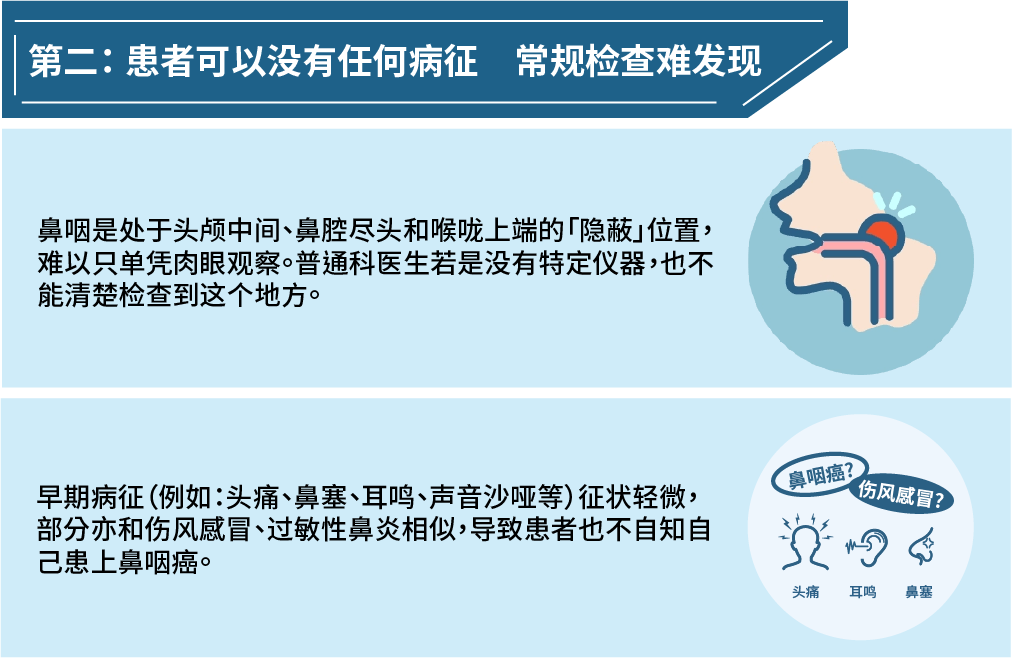 第二：患者可以没有任何病征　常规检查难发现
鼻咽是处于头颅中间、鼻腔尽头和喉咙上端的「隐蔽」位置，
难以只单凭肉眼观察。普通科医生若是没有特定仪器，也不
能清楚检查到这个地方。
早期病征（例如：头痛、鼻塞、耳鸣、声音沙哑等）征状轻微，
部分亦和伤风感冒、过敏性鼻炎相似，导致患者也不自知自
己患上鼻咽癌。
鼻咽癌?
伤风感冒?
头痛
耳鸣
鼻塞